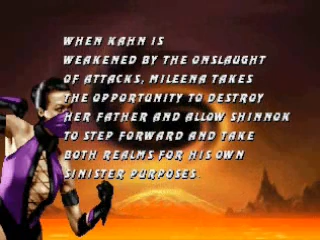 WHEN KAHN IS
WEAKENED BY THE ONSLAUGHT
OF ATTACKS, MILEENA TAKES
THE OPPORTUNITY TO DESTROY
HER FATHER AND ALLOW SHINNOK
TO STEP FORWARD AND TAKE
BOTH REALMS FOR HIS OWN
SINISTER PURPOSES.